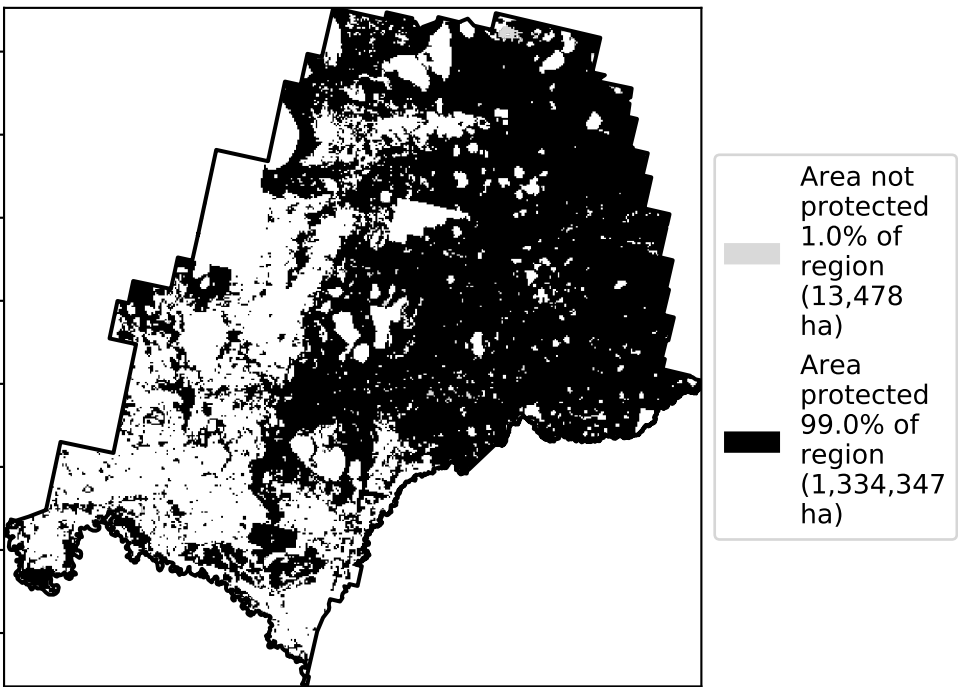 Area not
protected
1.0% of
region
(13,478
ha)
Area
protected
99.0% of
region
(1,334,347
ha)